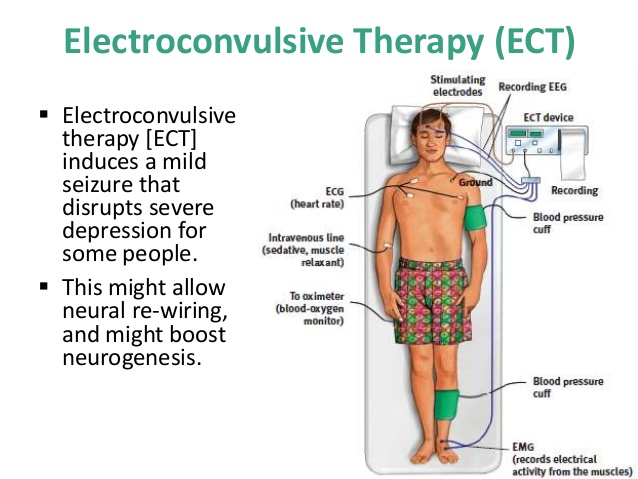 Electroconvulsive Therapy (ECT)
▪ Electroconvulsive
therapy [ECT]
induces a mild
seizure that
disrupts severe
depression for
some people.
▪ This might allow
neural re-wiring,
and might boost
neurogenesis.
Stimulating
electrodes
Recording EEG
ECT device
Ground
Recording
ECG
(heart rate)
Blood pressure
cuff
Intravenous line
(sedative, muscle
relaxant)
To oximeter
(blood-oxygen
monitor)
Blood pressure
cuff
EMG
(records electrical
activity from the muscles)